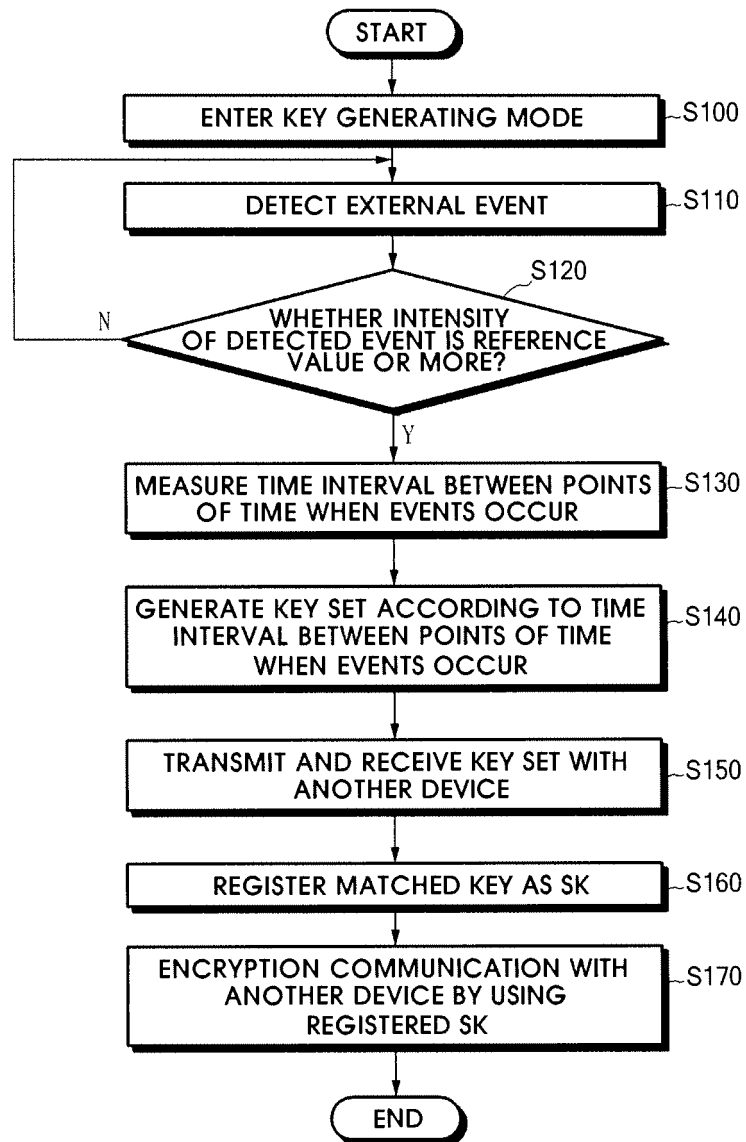 START
ENTER KEY GENERATING MODE
S100
DETECT EXTERNAL EVENT
S110
S120
WHETHER INTENSITY
OF DETECTED EVENT IS REFERENCE
VALUE OR MORE?
N
Y
MEASURE TIME INTERVAL BETWEEN POINTS
OF TIME WHEN EVENTS OCCUR
S130
GENERATE KEY SET ACCORDING TO TIME
INTERVAL BETWEEN POINTS OF TIME
WHEN EVENTS OCCUR
S140
TRANSMIT AND RECEIVE KEY SET WITH
ANOTHER DEVICE
S150
REGISTER MATCHED KEY AS SK
S160
ENCRYPTION COMMUNICATION WITH
ANOTHER DEVICE BY USING
REGISTERED SK
S170
END